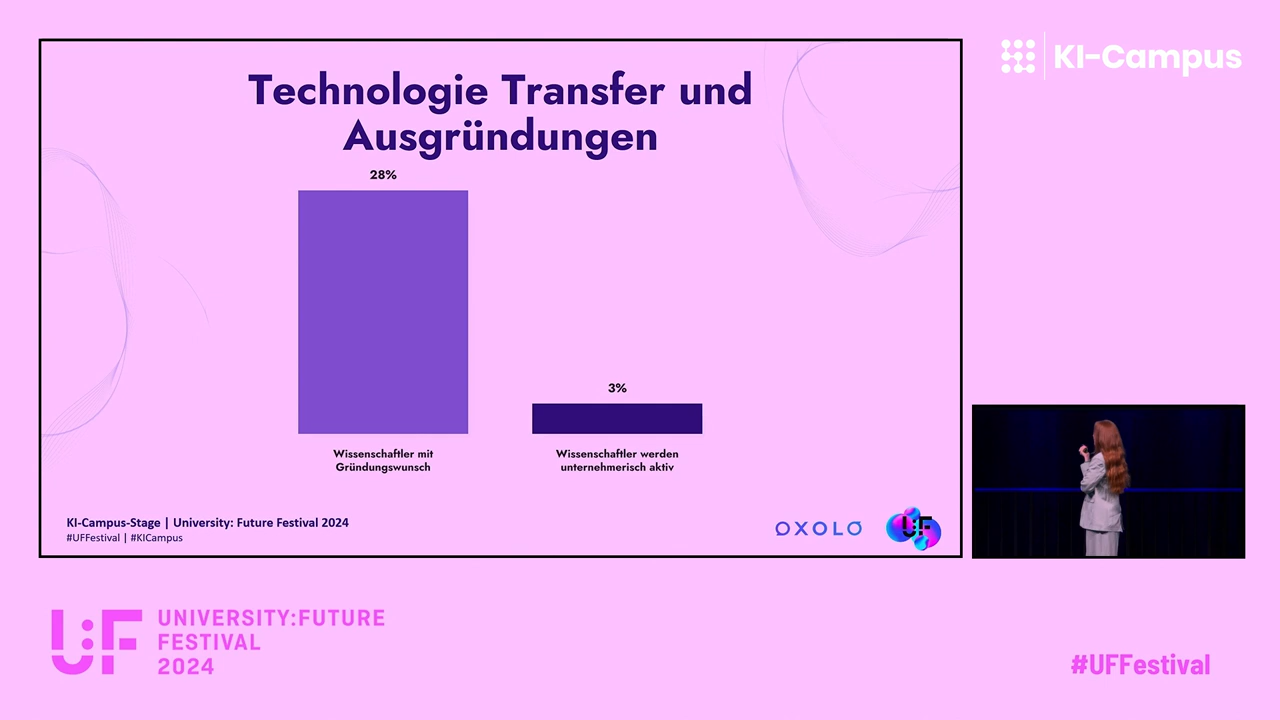 Technologie Transfer und
Ausgründungen
28%
3%
Wissenschaftler mit
Gründungswunsch
Wissenschaftler werden
unternehmerisch aktiv
KI-Campus-Stage | University: Future Festival 2024
#UFFestival | #KICampus
OXOLO
UF
KI-Campus
U:F
UNIVERSITY:FUTURE
FESTIVAL
2024
#UFFestival